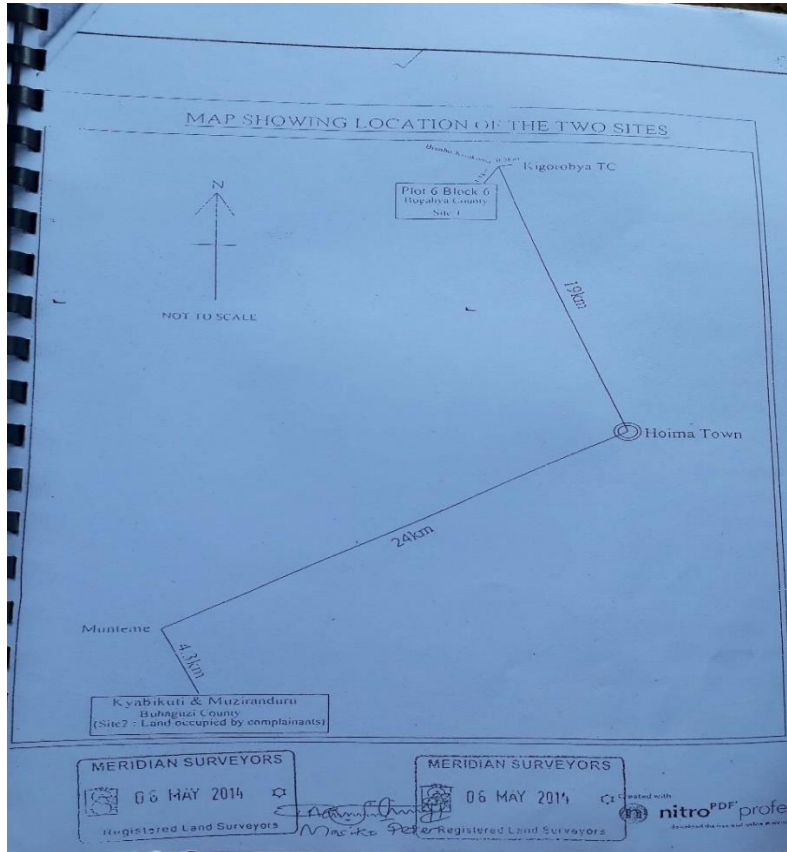 MAP SHOWING LOCATION OF THE TWO SITES
Kigorobya TC
N
Plot 6 Block 6
Bugahya County
Site 1
19km
NOT TO SCALE
Hoima Town
24km
Munteme
4.3km
Kyabikuti & Muziranduru
Buhaguzi County
(Site2 : Land occupied by complainants)
MERIDIAN SURVEYORS
06 MAY 2014
Registered Land Surveyors
MERIDIAN SURVEYORS
06 MAY 2014
Registered Land Surveyors
Created with
nitro PDF profe